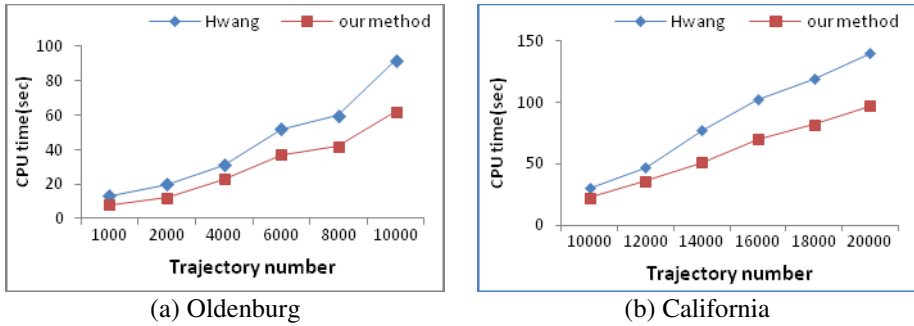 Hwang our method
100
80
60
40
20
0
CPU time(sec)
1000 2000 4000 6000 8000 10000
Trajectory number
(a) Oldenburg
Hwang our method
150
100
50
0
CPU time(sec)
10000 12000 14000 16000 18000 20000
Trajectory number
(b) California